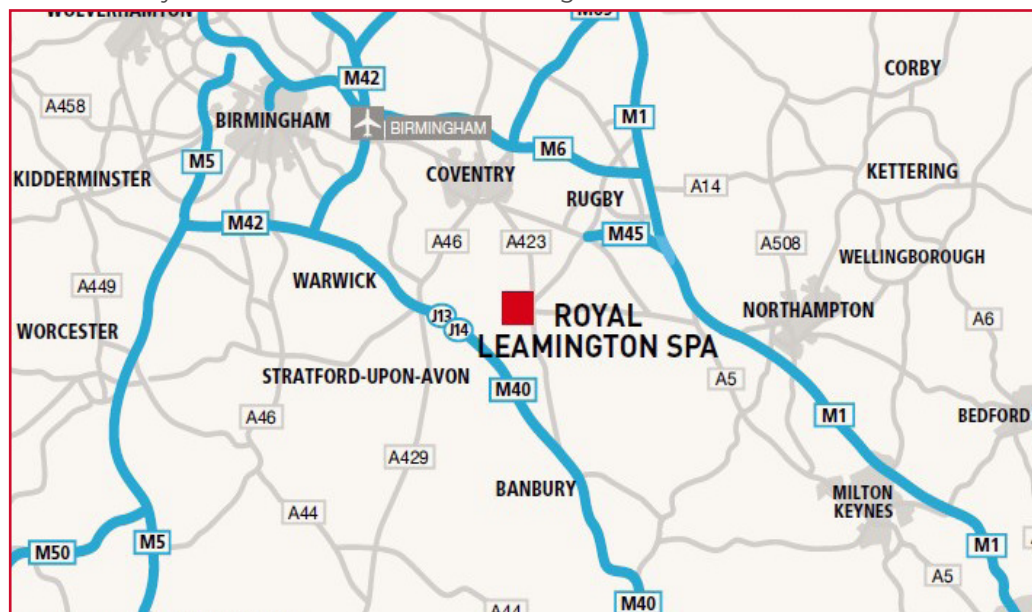 WOLVERHAMTON
M42
CORBY
A458
BIRMINGHAM
BIRMINGHAM
M1
M5
M6
COVENTRY
KETTERING
KIDDERMINSTER
A14
RUGBY
M42
A46
A423
M45
A508
WELLINGBOROUGH
WARWICK
A449
NORTHAMPTON
WORCESTER
J13
J14
ROYAL
LEAMINGTON SPA
A6
STRATFORD-UPON-AVON
M40
A5
A46
M1
BEDFORD
A429
BANBURY
MILTON
KEYNES
A44
M50
M5
M1
A5
M40
A44